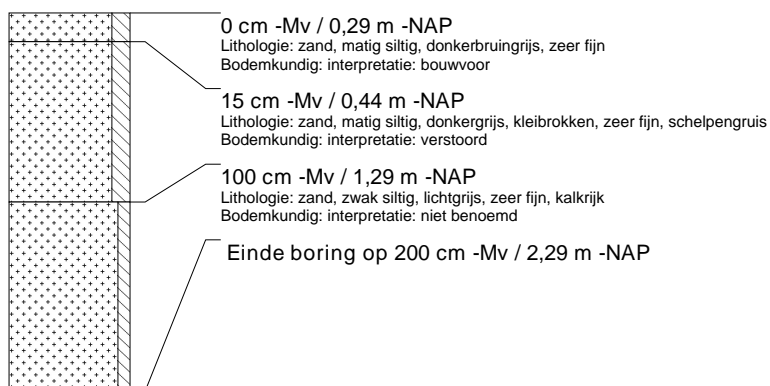 0 cm -Mv / 0,29 m -NAP
Lithologie: zand, matig siltig, donkerbruingrijs, zeer fijn
Bodemkundig: interpretatie: bouwvoor
15 cm -Mv / 0,44 m -NAP
Lithologie: zand, matig siltig, donkergrijs, kleibrokken, zeer fijn, schelpengruis
Bodemkundig: interpretatie: verstoord
100 cm -Mv / 1,29 m -NAP
Lithologie: zand, zwak siltig, lichtgrijs, zeer fijn, kalkrijk
Bodemkundig: interpretatie: niet benoemd
Einde boring op 200 cm -Mv / 2,29 m -NAP